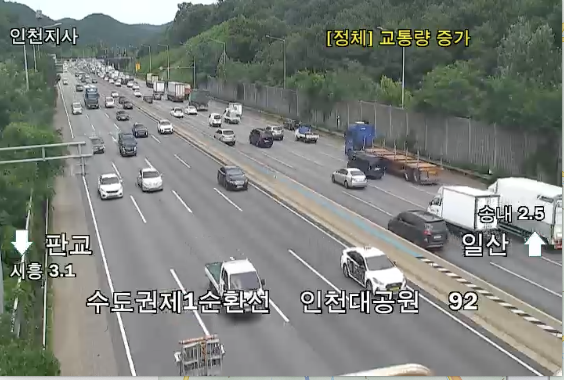 인천지사
[정체] 교통량 증가
송내 2.5
판교
일산
시흥 3.1
수도권제1순환선 인천대공원 92